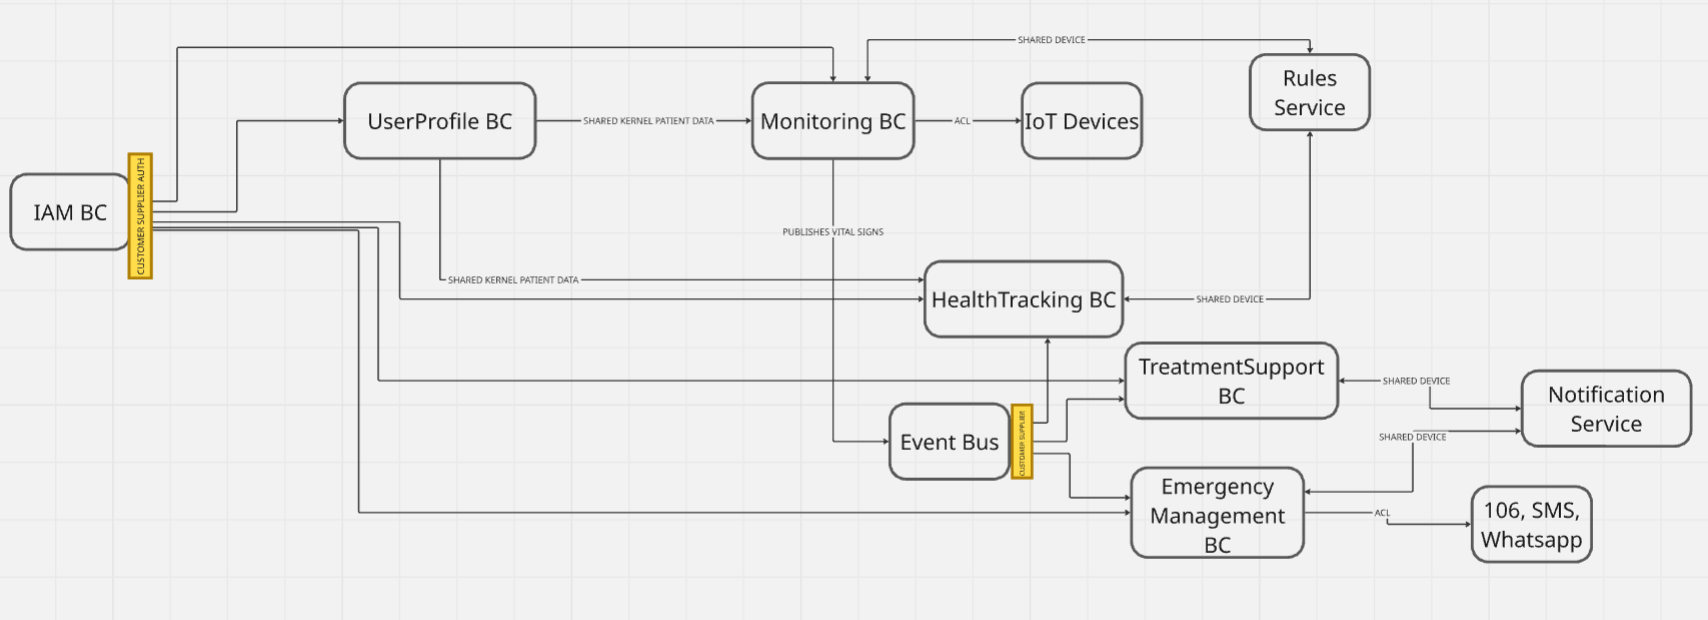 SHARED DEVICE
Rules
Service
UserProfile BC
SHARED KERNEL PATIENT DATA
Monitoring BC
ACL
IoT Devices
CUSTOMER SUPPLIER AUTH
IAM BC
PUBLISHES VITAL SIGNS
SHARED KERNEL PATIENT DATA
HealthTracking BC
SHARED DEVICE
TreatmentSupport
BC
SHARED DEVICE
Notification
Service
Event Bus
CUSTOMER SUPPLIER
SHARED DEVICE
Emergency
Management
BC
ACL
106, SMS,
Whatsapp